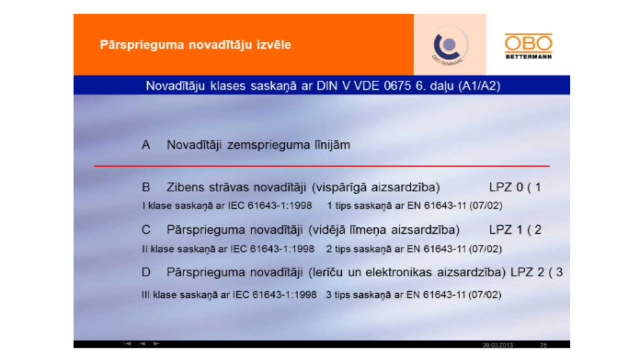 Pārsprieguma novadītāju izvēle
OBO
BETTERMANN
Novadītāju klases saskaņā ar DIN V VDE 0675 6. daļu (A1/A2)
A Novadītāji zemsprieguma līnijām
B Zibens strāvas novadītāji (vispārīgā aizsardzība) LPZ 0 ( 1
I klase saskaņā ar IEC 61643-1:1998 1 tips saskaņā ar EN 61643-11 (07/02)
C Pārsprieguma novadītāji (vidējā līmeņa aizsardzība) LPZ 1 ( 2
II klase saskaņā ar IEC 61643-1:1998 2 tips saskaņā ar EN 61643-11 (07/02)
D Pārsprieguma novadītāji (Ierīču un elektronikas aizsardzība) LPZ 2 ( 3
III klase saskaņā ar IEC 61643-1:1998 3 tips saskaņā ar EN 61643-11 (07/02)
28.03.2013